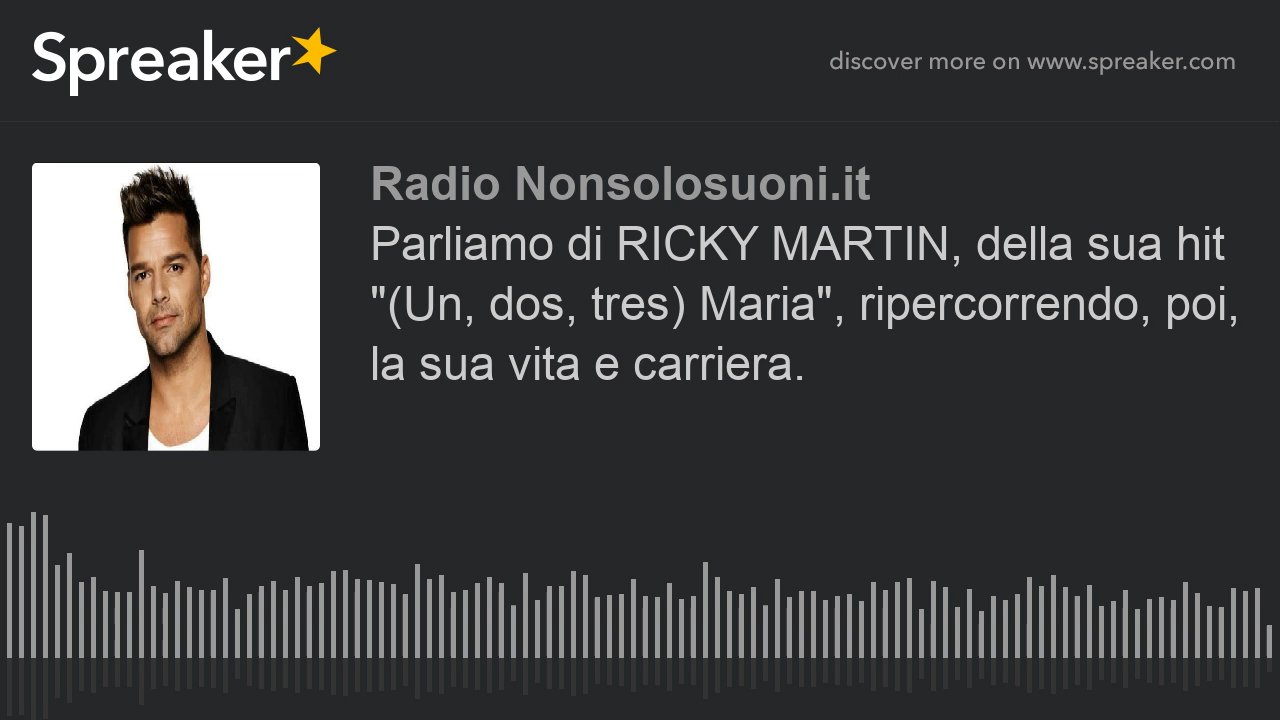 Spreaker
discover more on www.spreaker.com
Radio Nonsolosuoni.it
Parliamo di RICKY MARTIN, della sua hit
"(Un, dos, tres) Maria", ripercorrendo, poi,
la sua vita e carriera.